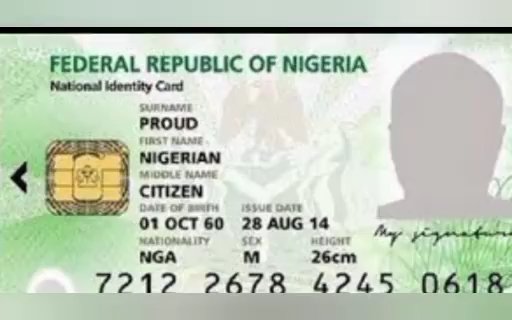 FEDERAL REPUBLIC OF NIGERIA
National Identity Card
SURNAME
PROUD
FIRST NAME
NIGERIAN
MIDDLE NAME
CITIZEN
DATE OF BIRTH ISSUE DATE
01 OCT 60 28 AUG 14
NATIONALITY SEX HEIGHT
NGA M 26cm
My signature
7212 2678 4245 0618